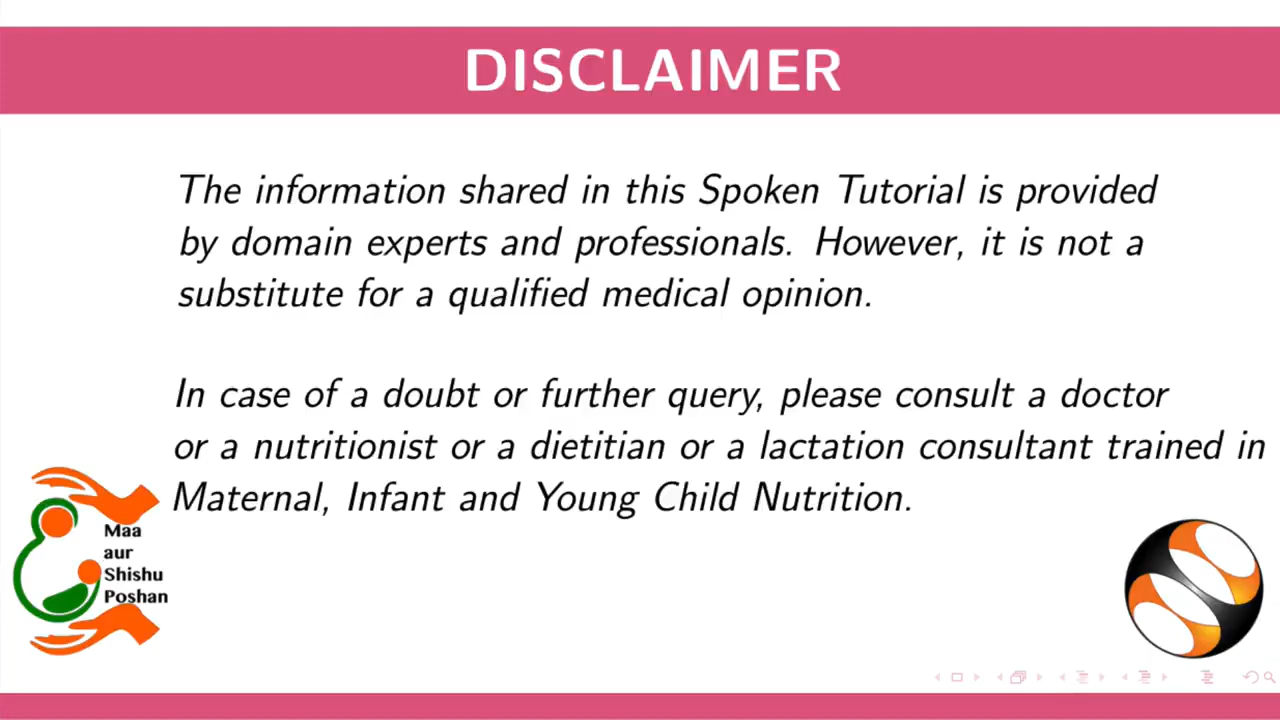 DISCLAIMER
The information shared in this Spoken Tutorial is provided
by domain experts and professionals. However, it is not a
substitute for a qualified medical opinion.
In case of a doubt or further query, please consult a doctor
or a nutritionist or a dietitian or a lactation consultant trained in
Maternal, Infant and Young Child Nutrition.
Maa
aur
Shishu
Poshan